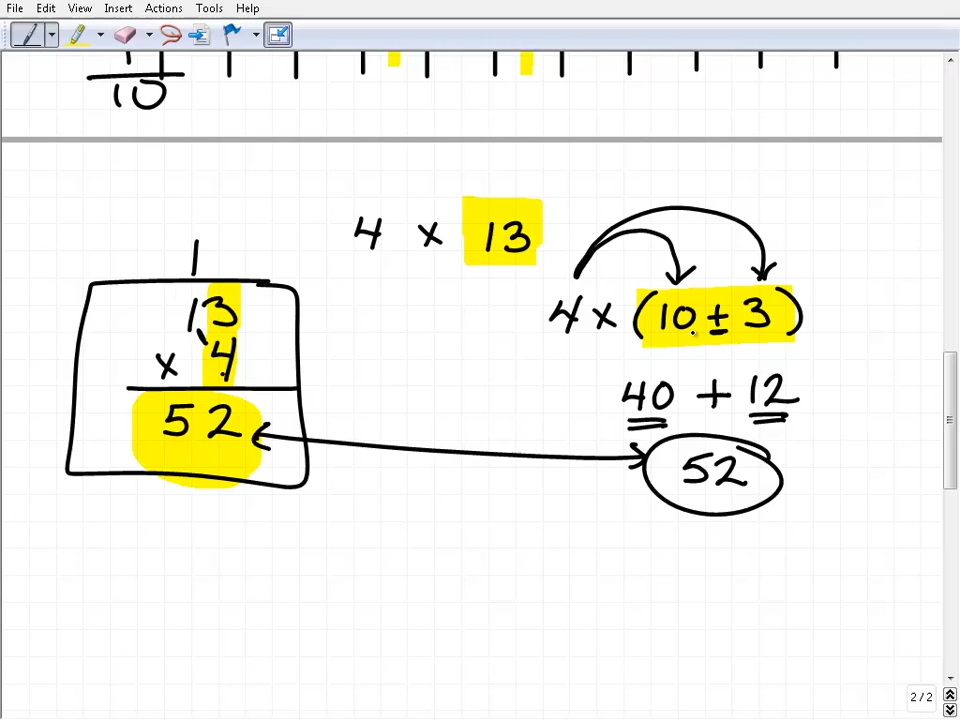 File Edit View Insert Actions Tools Help
1
10
4 x 13
1
13
x 4
52
4 x (10 ± 3)
40 + 12
52
2 / 2